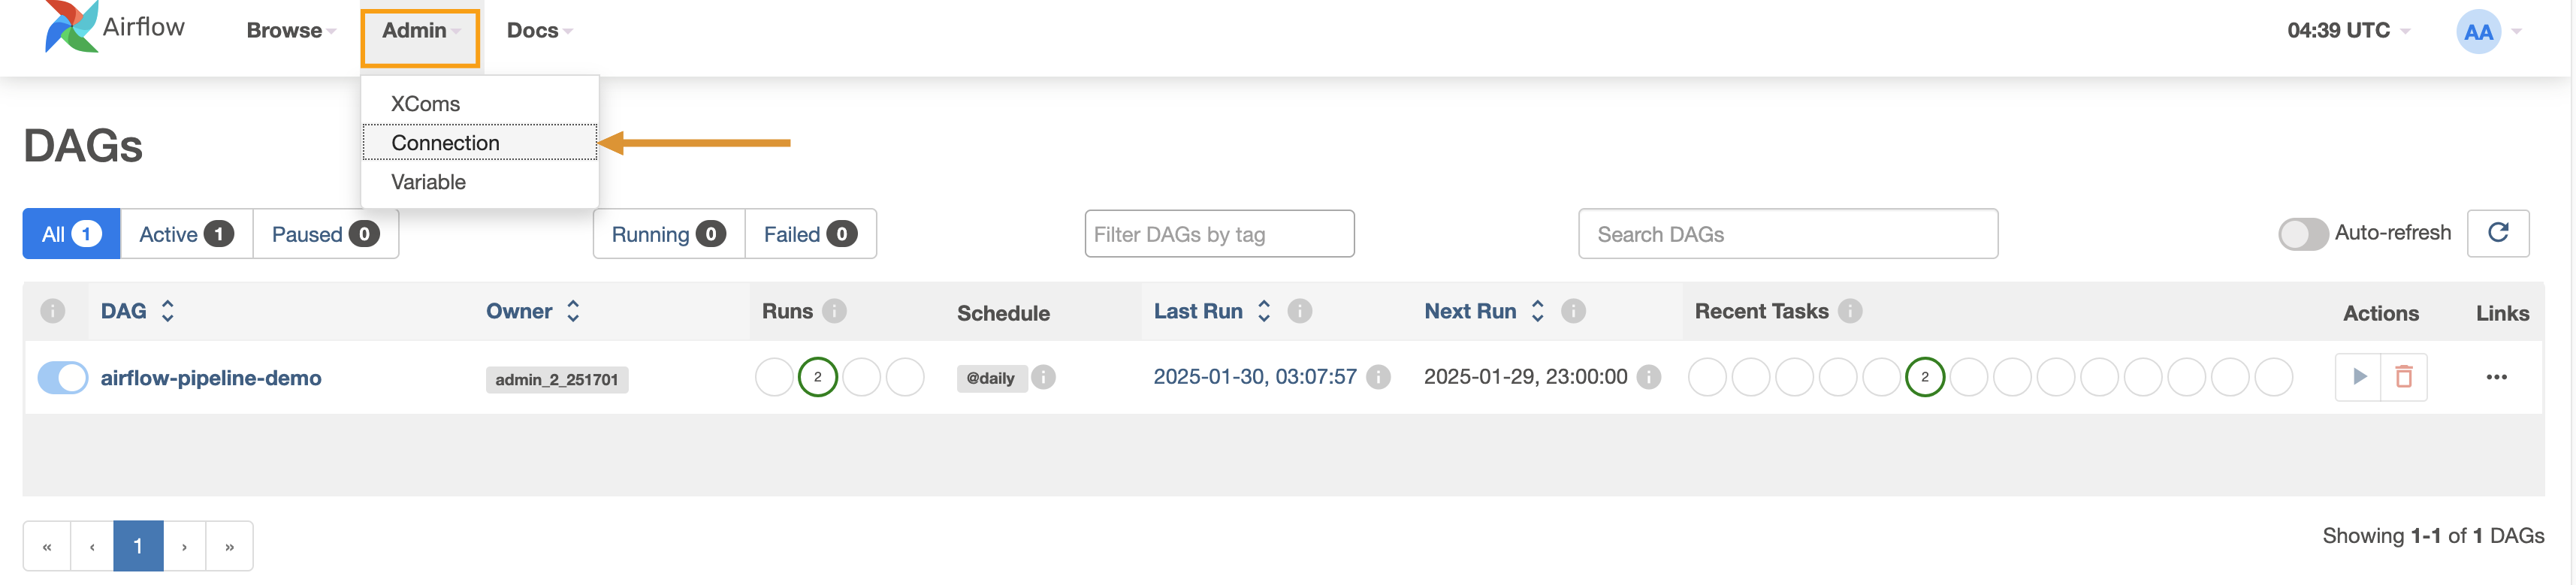 Airflow Browse Admin Docs 04:39 UTC AA
XComs
Connection
Variable
DAGs
All 1 Active 1 Paused 0 Running 0 Failed 0 Filter DAGs by tag Search DAGs Auto-refresh
DAG Owner Runs Schedule Last Run Next Run Recent Tasks Actions Links
airflow-pipeline-demo admin_2_251701 2 @daily 2025-01-30, 03:07:57 2025-01-29, 23:00:00 2 ...
« ‹ 1 › » Showing 1-1 of 1 DAGs